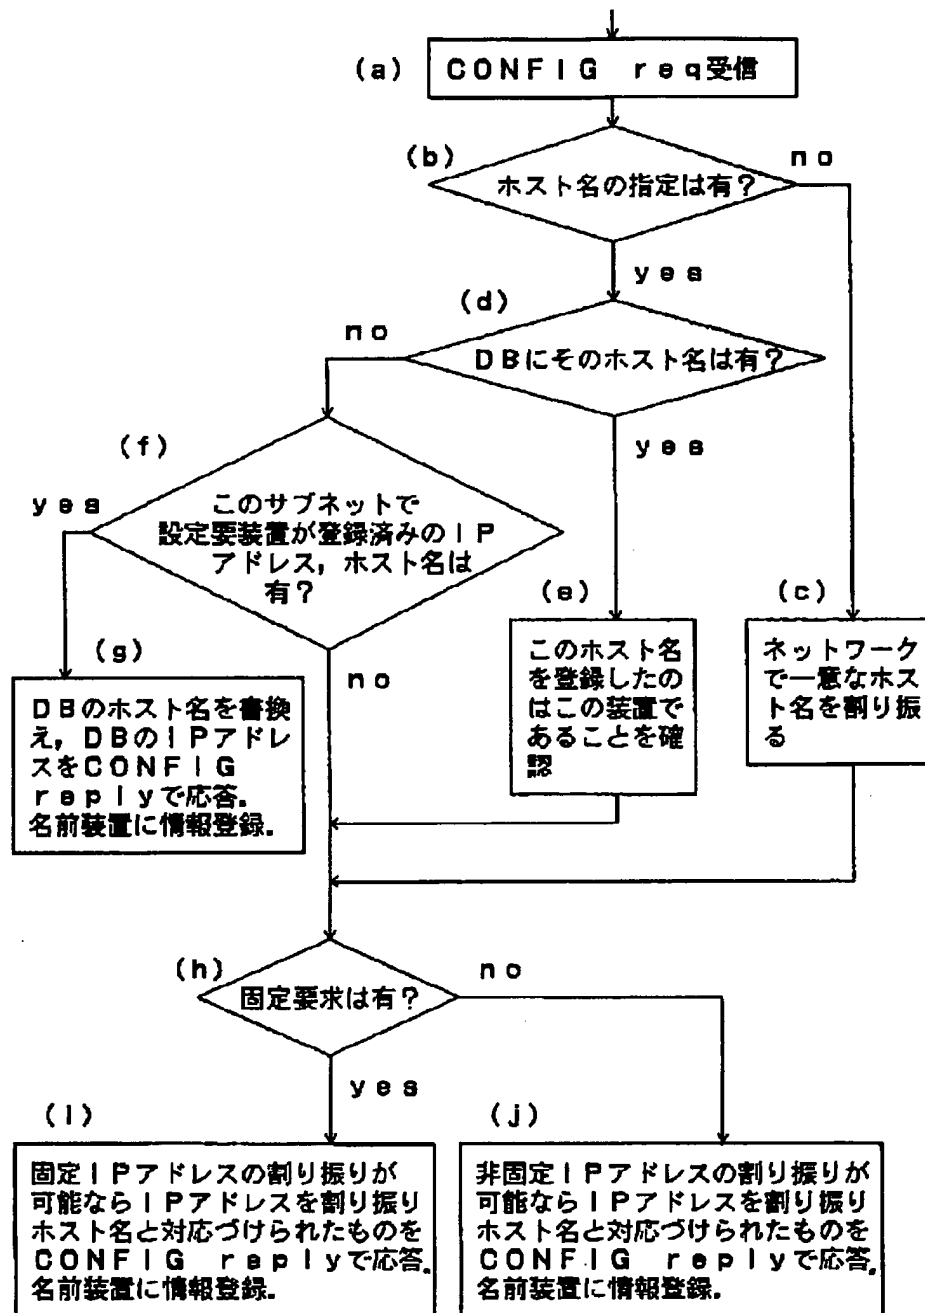 (a)
CONFIG req受信
(b)
no
ホスト名の指定は有?
yes
(d)
no
DBにそのホスト名は有?
(f)
yes
yes
このサブネットで
設定要装置が登録済みのIP
アドレス,ホスト名は
有?
(e)
(c)
(g)
no
このホスト名
を登録したの
はこの装置で
あることを確
認
ネットワーク
で一意なホス
ト名を割り振
る
DBのホスト名を書換
え,DBのIPアドレ
スをCONFIG
replyで応答.
名前装置に情報登録.
(h)
no
固定要求は有?
yes
(i)
(j)
固定IPアドレスの割り振りが
可能ならIPアドレスを割り振り
ホスト名と対応づけられたものを
CONFIG replyで応答.
名前装置に情報登録.
非固定IPアドレスの割り振りが
可能ならIPアドレスを割り振り
ホスト名と対応づけられたものを
CONFIG replyで応答.
名前装置に情報登録.